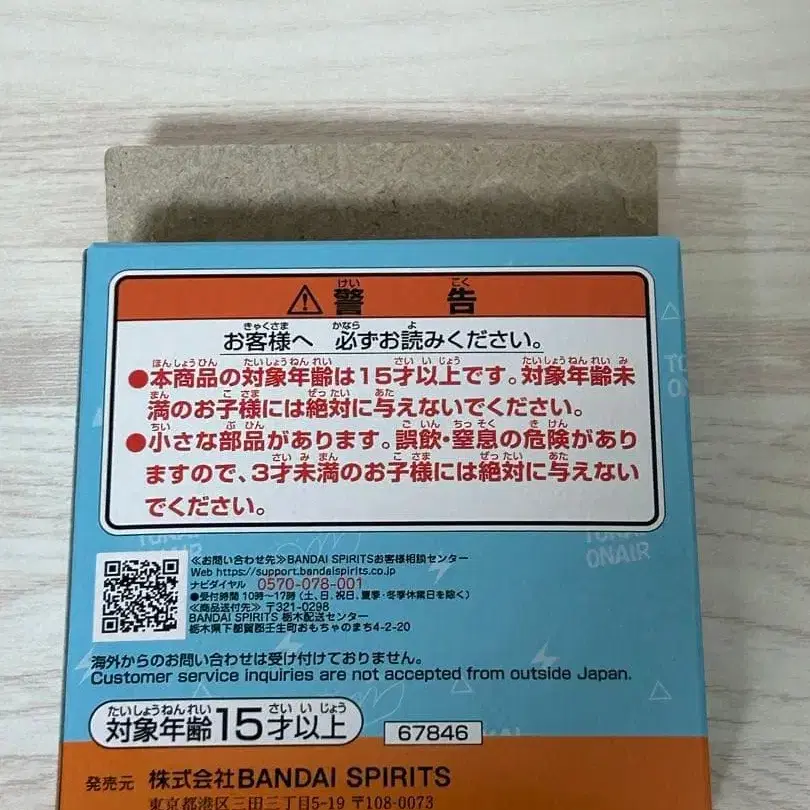 ⚠警告
お客様へ 必ずお読みください。
●本商品の対象年齢は15才以上です。対象年齢未
満のお子様には絶対に与えないでください。
●小さな部品があります。誤飲・窒息の危険があり
ますので、3才未満のお子様には絶対に与えない
でください。
≪お問い合わせ先≫BANDAI SPIRITSお客様相談センター
Web https://support.bandaispirits.co.jp
ナビダイヤル 0570-078-001
●受付時間 10時〜17時(土、日、祝日、夏季・冬季休業日を除く)
≪商品送付先≫ 〒321-0298
BANDAI SPIRITS 栃木配送センター
栃木県下都賀郡壬生町おもちゃのまち4-2-20
海外からのお問い合わせは受け付けておりません。
Customer service inquiries are not accepted from outside Japan.
対象年齢15才以上
67846
発売元 株式会社BANDAI SPIRITS
東京都港区三田三丁目5-19 〒108-0073
ONAIR
ONAIR